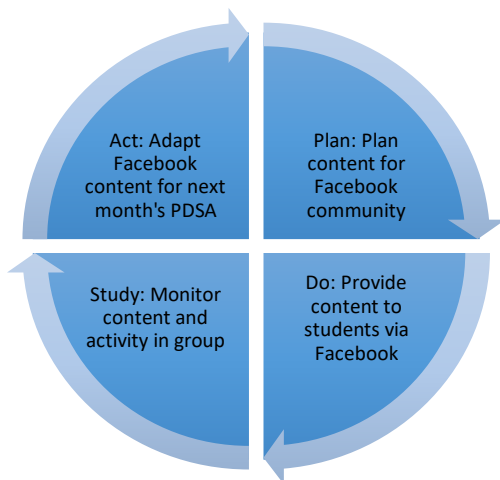 Act: Adapt
Facebook
content for next
month's PDSA
Plan: Plan
content for
Facebook
community
Study: Monitor
content and
activity in group
Do: Provide
content to
students via
Facebook